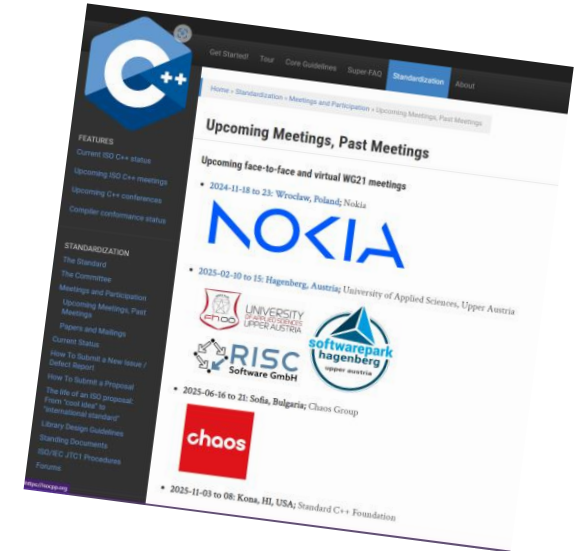 C++
Get Started! Tour Core Guidelines Super-FAQ Standardization About
Home » Standardization » Meetings and Participation » Upcoming Meetings, Past Meetings
Upcoming Meetings, Past Meetings
Upcoming face-to-face and virtual WG21 meetings
• 2024-11-18 to 23: Wrocław, Poland; Nokia
NOKIA
• 2025-02-10 to 15: Hagenberg, Austria; University of Applied Sciences, Upper Austria
UNIVERSITY
OF APPLIED SCIENCES
UPPER AUSTRIA
RISC
Software GmbH
softwarepark
hagenberg
upper austria
• 2025-06-16 to 21: Sofia, Bulgaria; Chaos Group
chaos
• 2025-11-03 to 08: Kona, HI, USA; Standard C++ Foundation
FEATURES
Current ISO C++ status
Upcoming ISO C++ meetings
Upcoming C++ conferences
Compiler conformance status
STANDARDIZATION
The Standard
The Committee
Meetings and Participation
Upcoming Meetings, Past
Meetings
Papers and Mailings
Current Status
How To Submit a New Issue /
Defect Report
How To Submit a Proposal
The life of an ISO proposal:
From "cool idea" to
"international standard"
Library Design Guidelines
Standing Documents
ISO/IEC JTC1 Procedures
Forums
https://isocpp.org